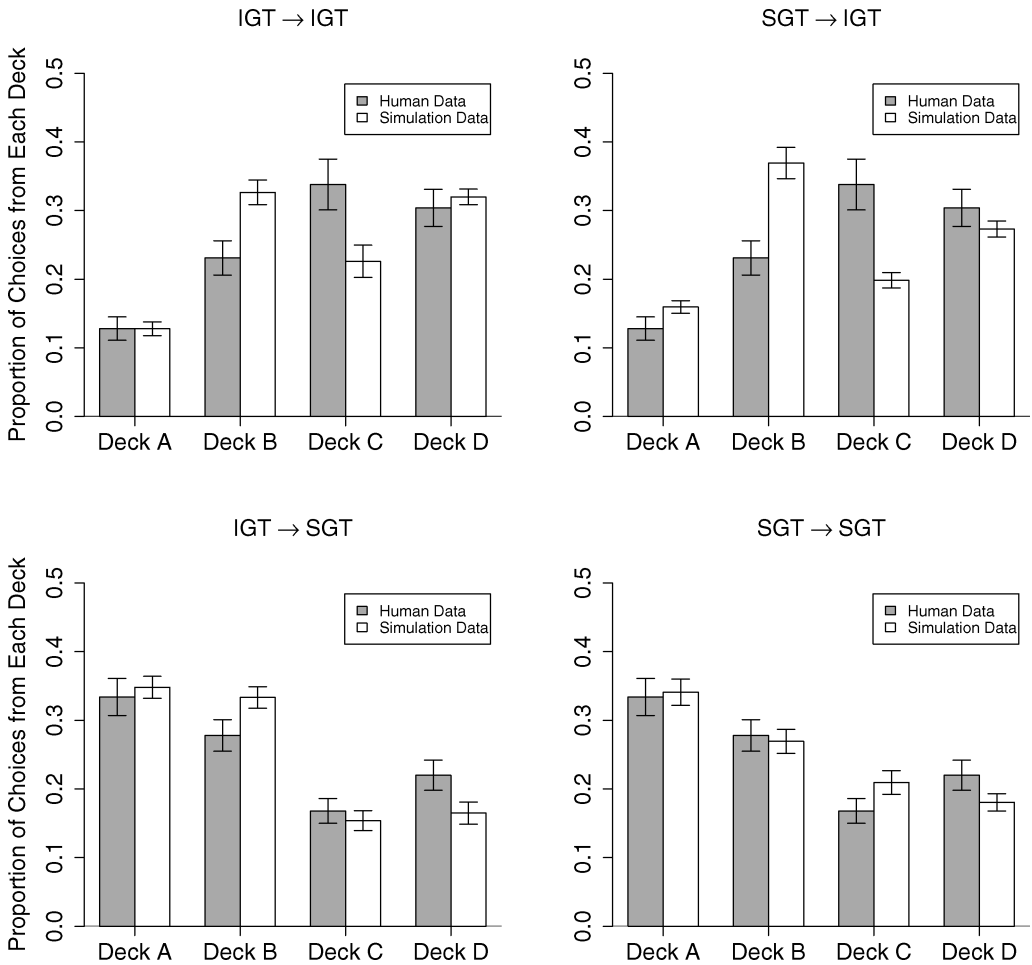 IGT → IGT
Proportion of Choices from Each Deck
0.5
0.4
0.3
0.2
0.1
0.0
Human Data
Simulation Data
Deck A Deck B Deck C Deck D
SGT → IGT
0.5
0.4
0.3
0.2
0.1
0.0
Human Data
Simulation Data
Deck A Deck B Deck C Deck D
IGT → SGT
Proportion of Choices from Each Deck
0.5
0.4
0.3
0.2
0.1
0.0
Human Data
Simulation Data
Deck A Deck B Deck C Deck D
SGT → SGT
0.5
0.4
0.3
0.2
0.1
0.0
Human Data
Simulation Data
Deck A Deck B Deck C Deck D